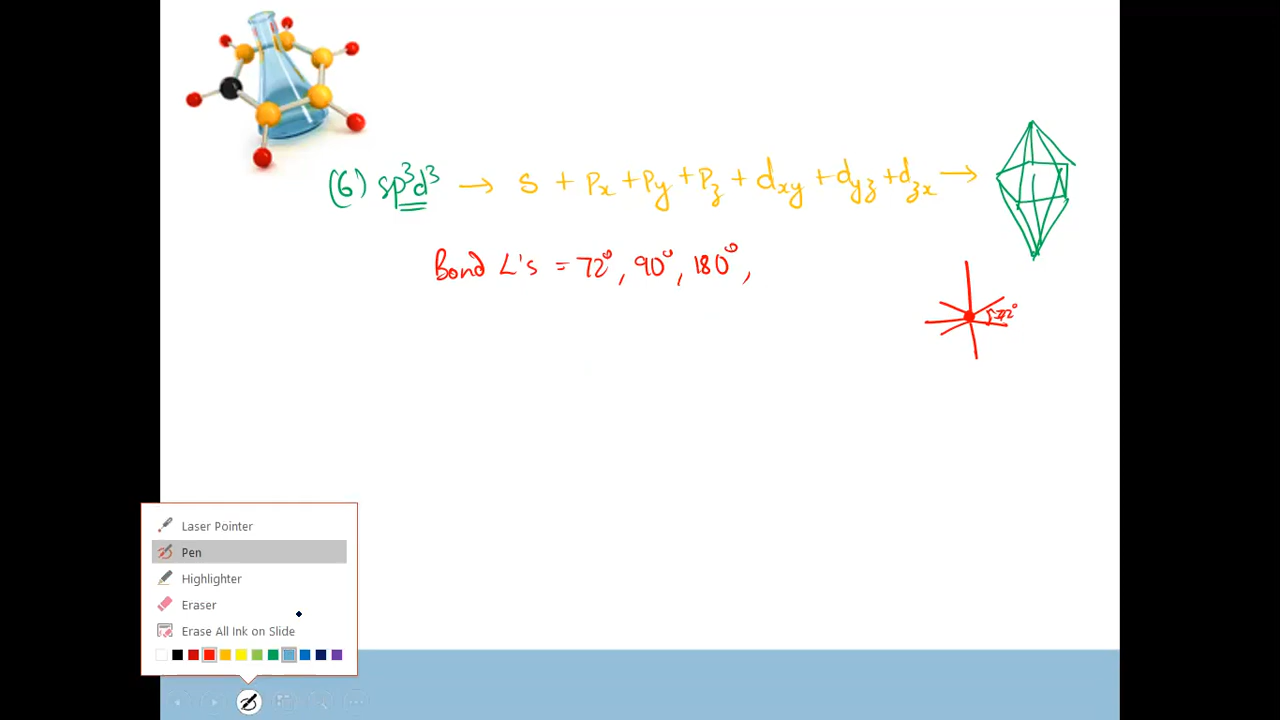 (6) sp³d³ → s + Px + Py + Pz + dxy + dyz + dzx →
Bond L's = 72°, 90°, 180°,
72°
Laser Pointer
Pen
Highlighter
Eraser
Erase All Ink on Slide